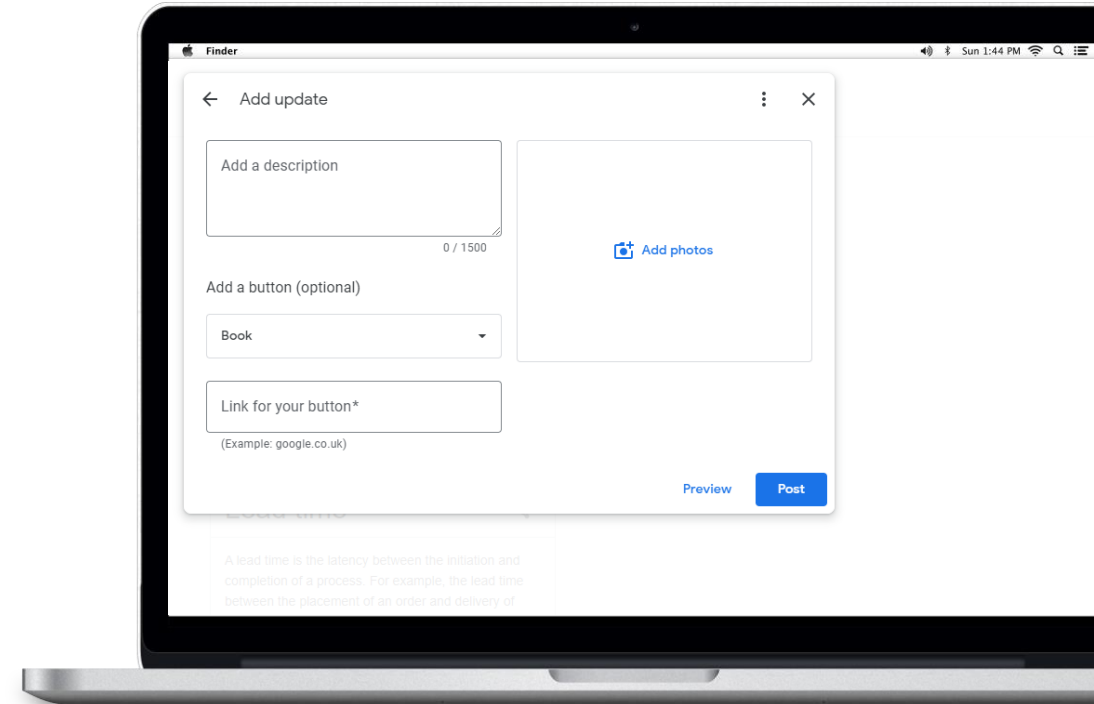 Finder
Sun 1:44 PM
Add update
Add a description
0 / 1500
Add photos
Add a button (optional)
Book
Link for your button*
(Example: google.co.uk)
Preview
Post
Lead time
A lead time is the latency between the initiation and
completion of a process. For example, the lead time
between the placement of an order and delivery of